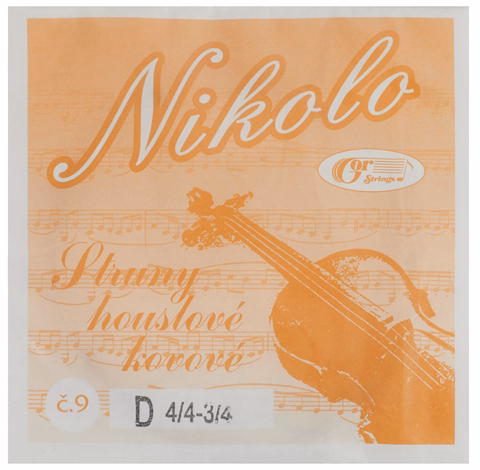 Nikolo
Gor
Strings
Struny
houslové
kovové
č.9
D 4/4-3/4